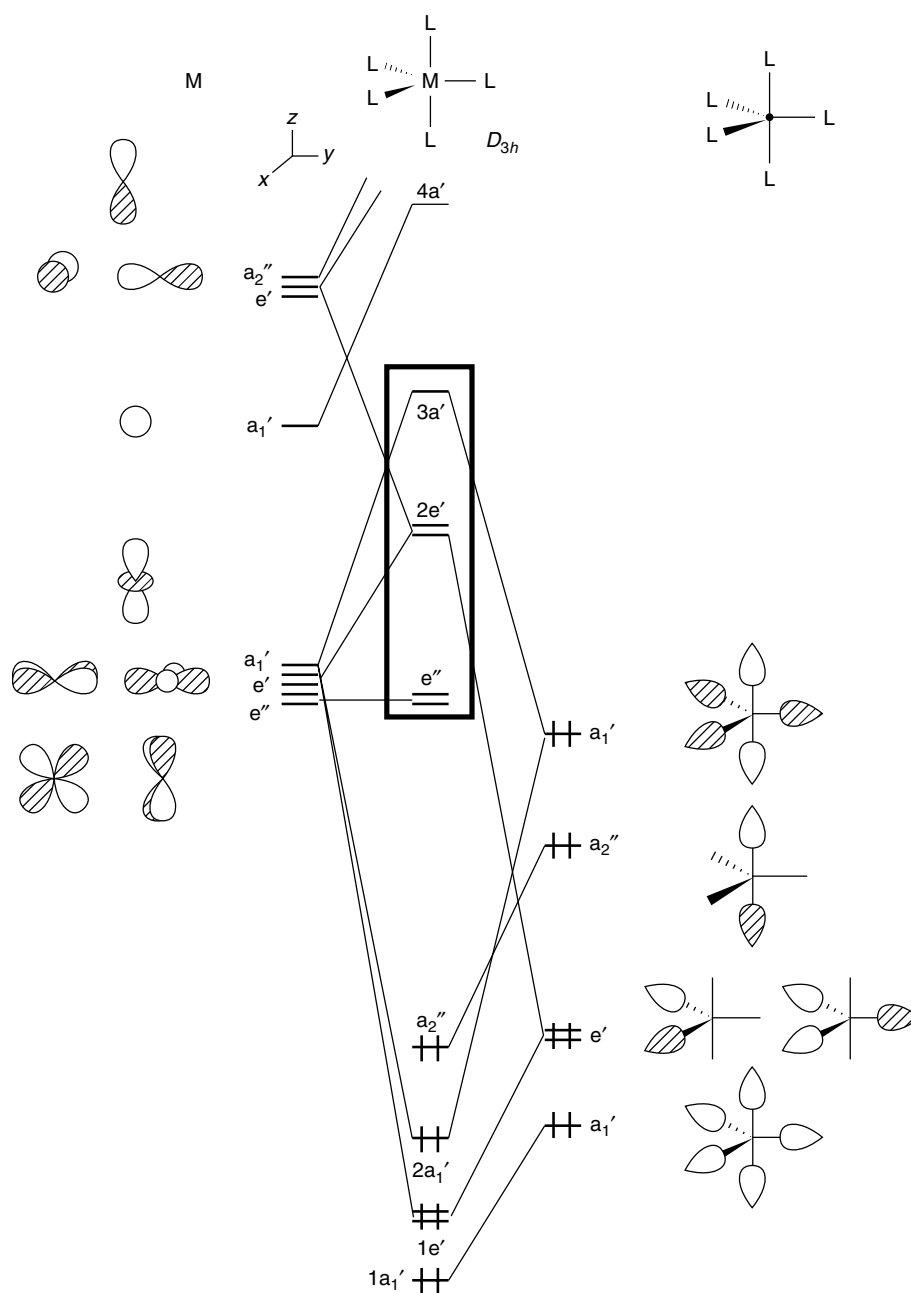 L
L
M
L
M
L
L
L
L
L
L
L
z
y
x
D₃ₕ
4a′
a₂″
e′
3a′
a₁′
2e′
a₁′
e′
e″
e″
a₁′
a₂″
a₂″
e′
a₁′
2a₁′
1e′
1a₁′